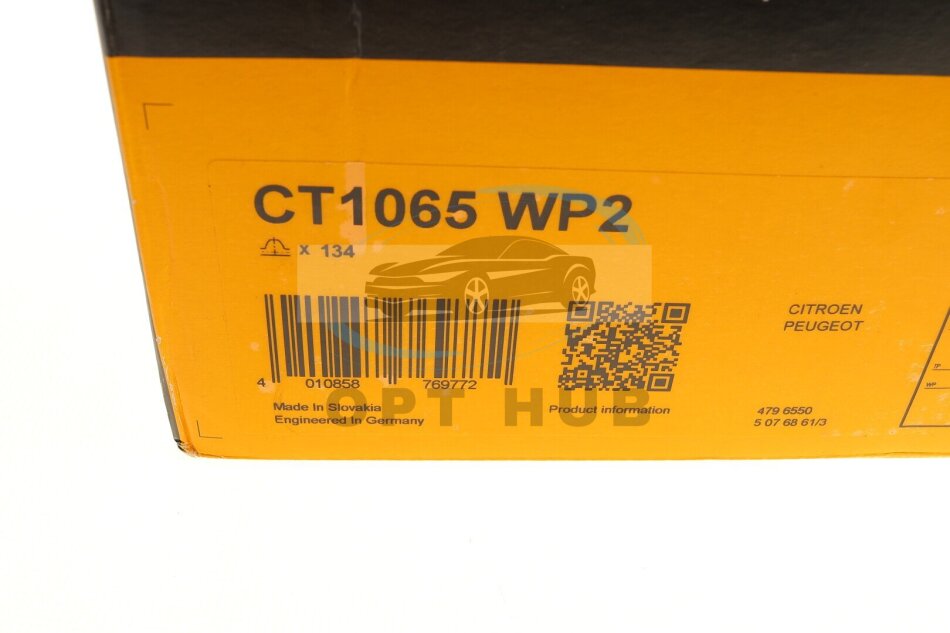 CT1065 WP2
x 134
CITROEN
PEUGEOT
4 010858 769772
Made In Slovakia
Engineered In Germany
Product information
479 6550
5 07 68 61/3
WP
OPT HUB